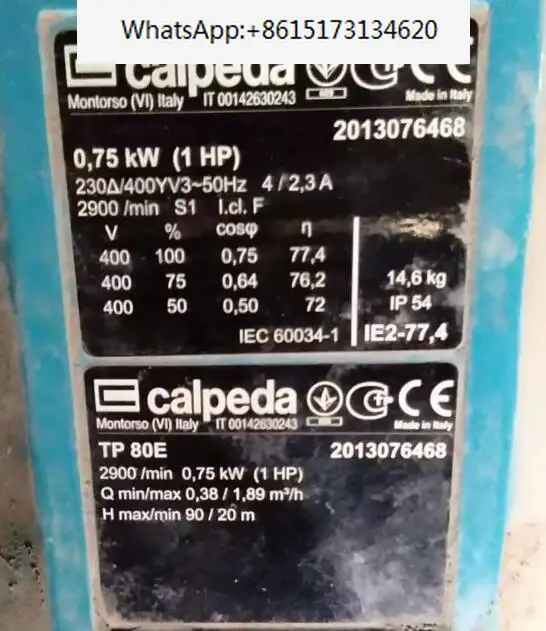 WhatsApp:+8615173134620
calpeda
Montorso (VI) Italy IT 00142630243
Made in Italy
2013076468
0,75 kW (1 HP)
230Δ/400YV3~50Hz 4/2,3A
2900 /min S1 I.cl. F
V % cosφ η
400 100 0,75 77,4
400 75 0,64 76,2 14,6 kg
400 50 0,50 72 IP 54
IEC 60034-1 IE2-77,4
calpeda CE
Montorso (VI) Italy IT 00142630243 Made in Italy
TP 80E 2013076468
2900 /min 0,75 kW (1 HP)
Q min/max 0,38 / 1,89 m³/h
H max/min 90 / 20 m